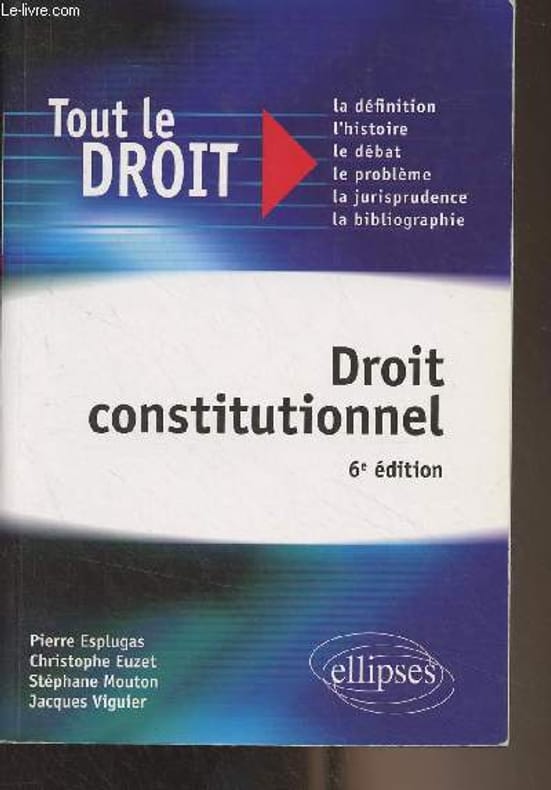 Le-livre.com
Tout le
DROIT
la définition
l'histoire
le débat
le problème
la jurisprudence
la bibliographie
Droit
constitutionnel
6e édition
Pierre Esplugas
Christophe Euzet
Stéphane Mouton
Jacques Viguier
ellipses